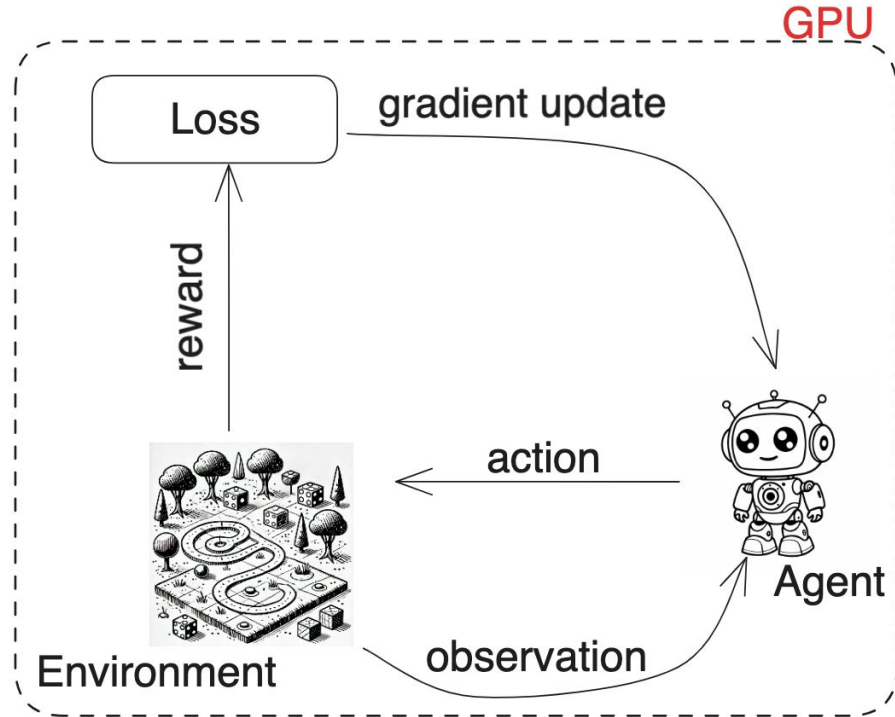 GPU
Loss
gradient update
reward
action
Agent
observation
Environment